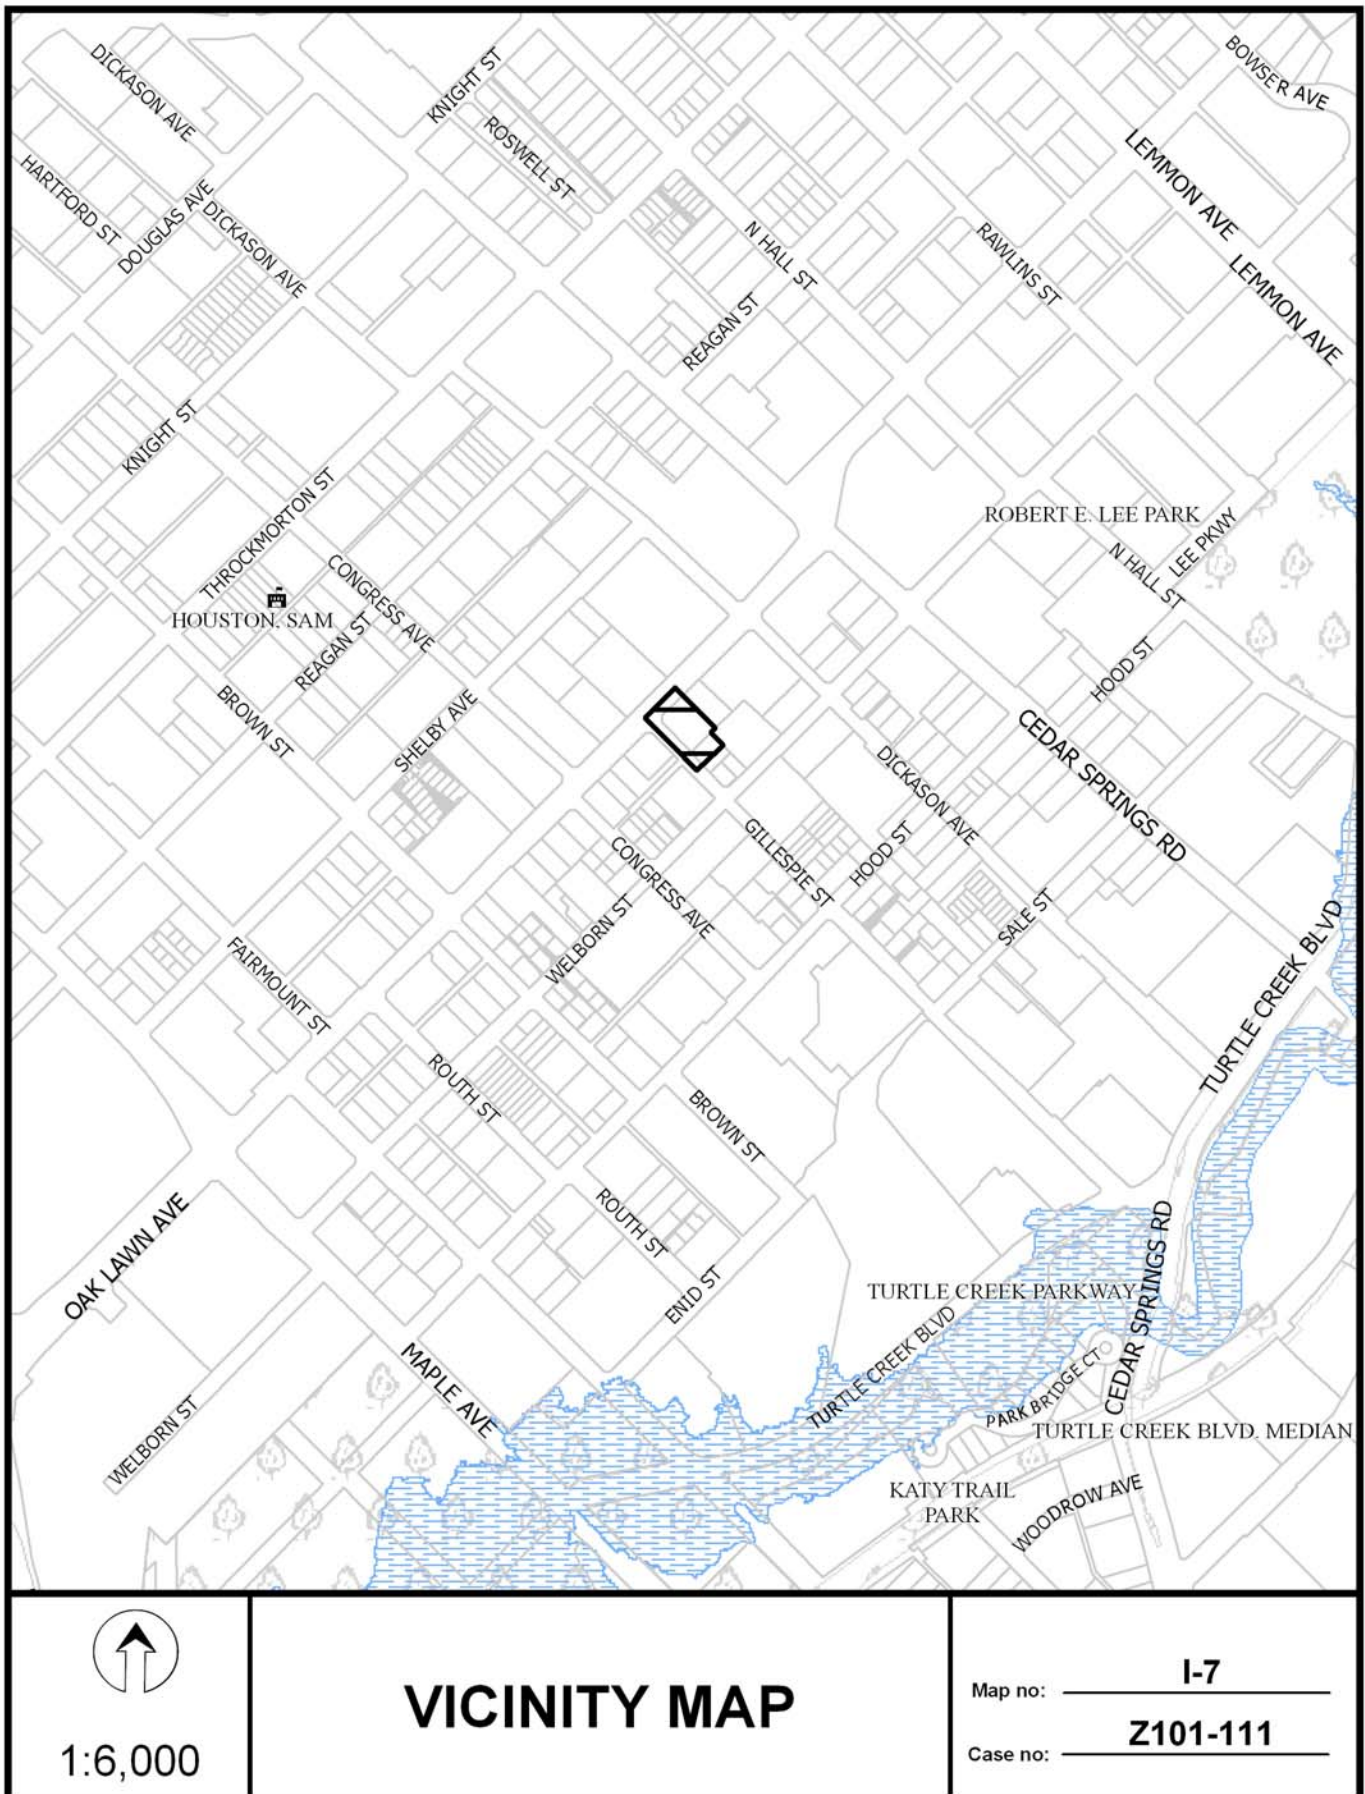 BOWSER AVE
DICKASON AVE
KNIGHT ST
ROSWELL ST
LEMMON AVE
HARTFORD ST
DOUGLAS AVE
DICKASON AVE
N HALL ST
RAWLINS ST
LEMMON AVE
REAGAN ST
KNIGHT ST
THROCKMORTON ST
ROBERT E. LEE PARK
LEE PKWY
N HALL ST
CONGRESS AVE
HOUSTON. SAM
REAGAN ST
HOOD ST
BROWN ST
SHELBY AVE
CEDAR SPRINGS RD
DICKASON AVE
GILLESPIE ST
HOOD ST
CONGRESS AVE
WELBORN ST
SALE ST
FAIRMOUNT ST
TURTLE CREEK BLVD
ROUTH ST
BROWN ST
ROUTH ST
OAK LAWN AVE
ENID ST
TURTLE CREEK PARKWAY
CEDAR SPRINGS RD
TURTLE CREEK BLVD
MAPLE AVE
PARK BRIDGE CT
WELBORN ST
TURTLE CREEK BLVD. MEDIAN
KATY TRAIL
PARK
WOODROW AVE
1:6,000
VICINITY MAP
Map no: I-7
Case no: Z101-111